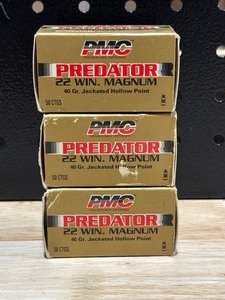 PMC
PREDATOR
22 WIN. MAGNUM
40 Gr. Jacketed Hollow Point
50 CTGS
PMC
PREDATOR
22 WIN. MAGNUM
40 Gr. Jacketed Hollow Point
50 CTGS
PMC
PREDATOR
22 WIN. MAGNUM
40 Gr. Jacketed Hollow Point
50 CTGS